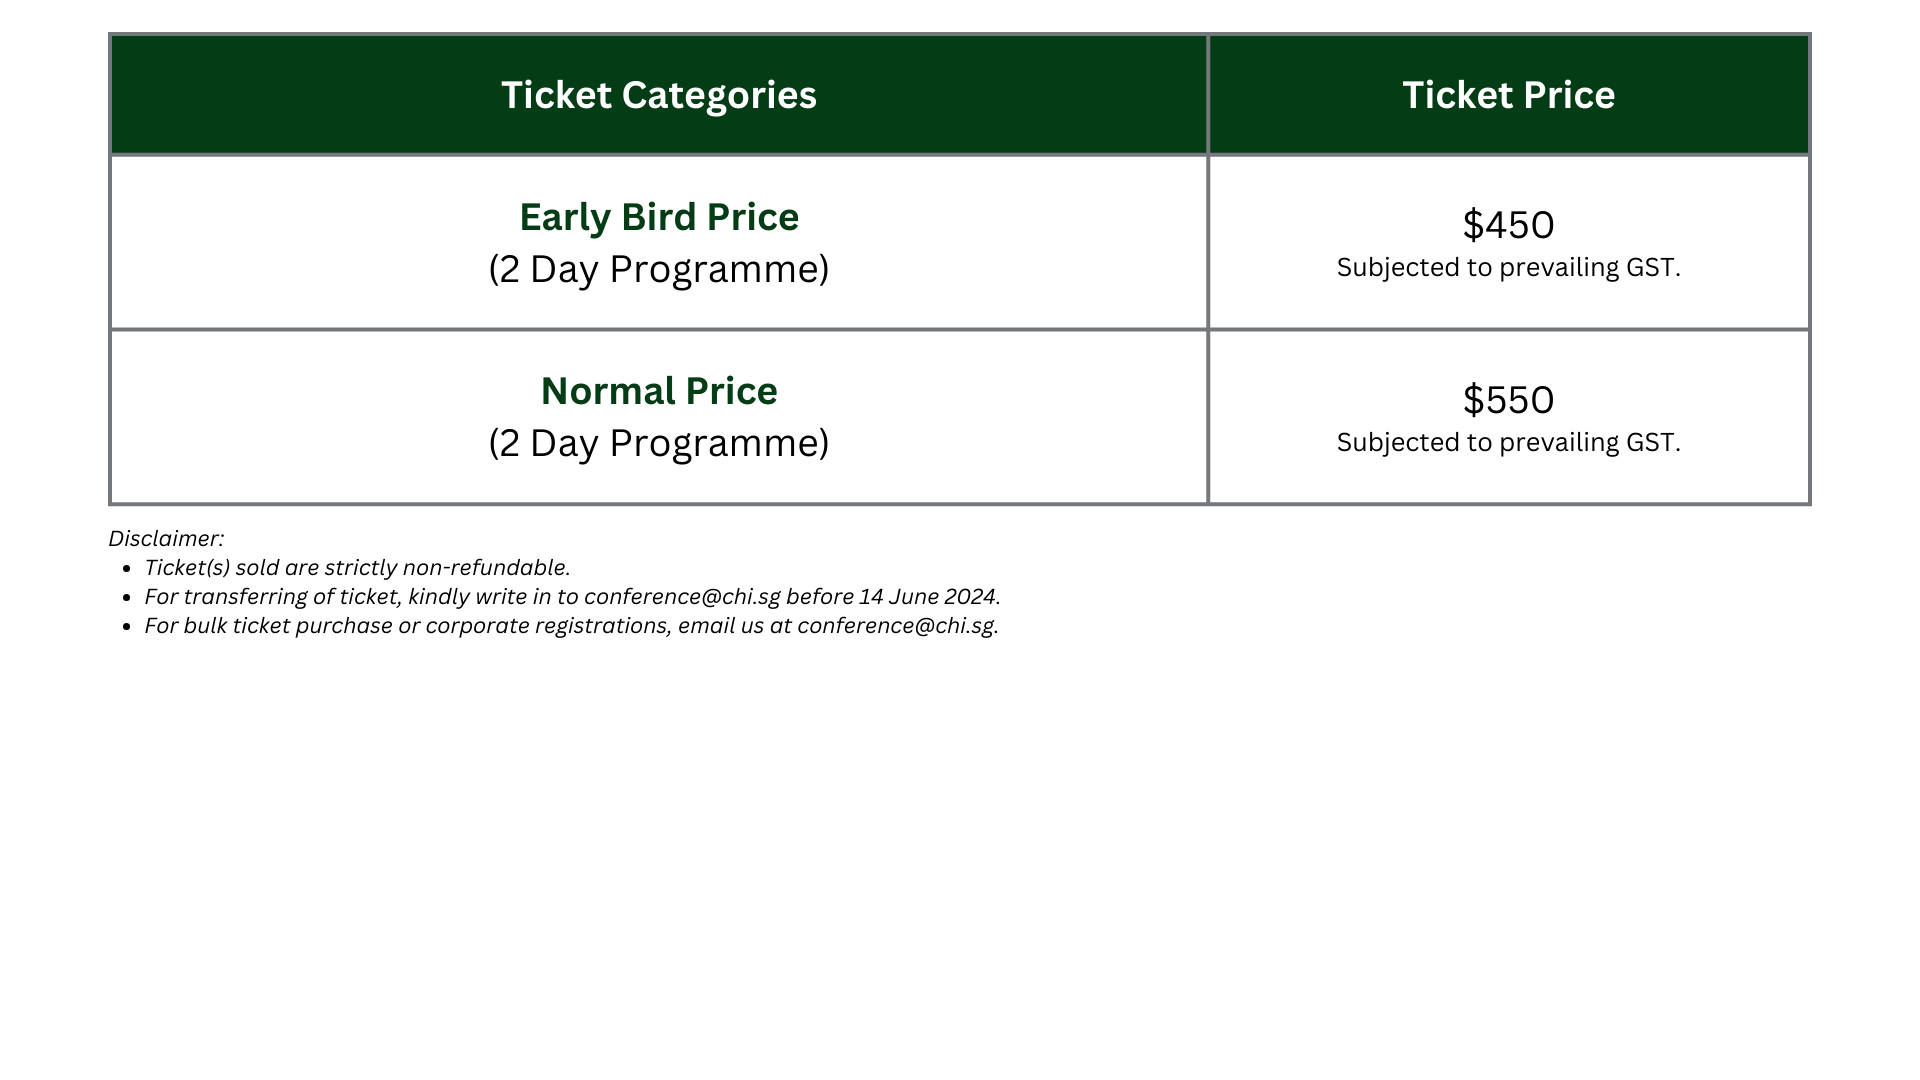 Ticket Categories
Ticket Price
Early Bird Price
(2 Day Programme)
$450
Subjected to prevailing GST.
Normal Price
(2 Day Programme)
$550
Subjected to prevailing GST.
Disclaimer:
• Ticket(s) sold are strictly non-refundable.
• For transferring of ticket, kindly write in to conference@chi.sg before 14 June 2024.
• For bulk ticket purchase or corporate registrations, email us at conference@chi.sg.